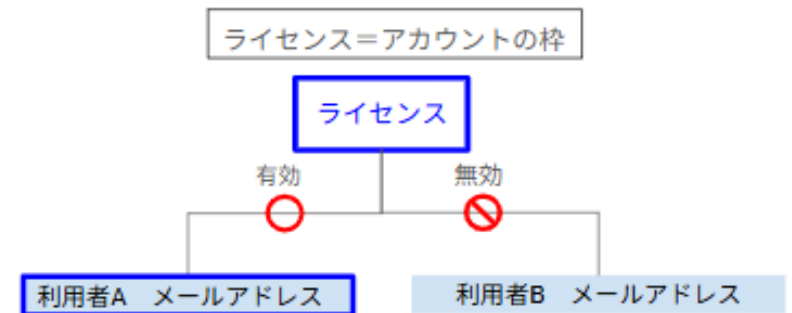 ライセンス＝アカウントの枠
ライセンス
有効
無効
利用者A　メールアドレス
利用者B　メールアドレス